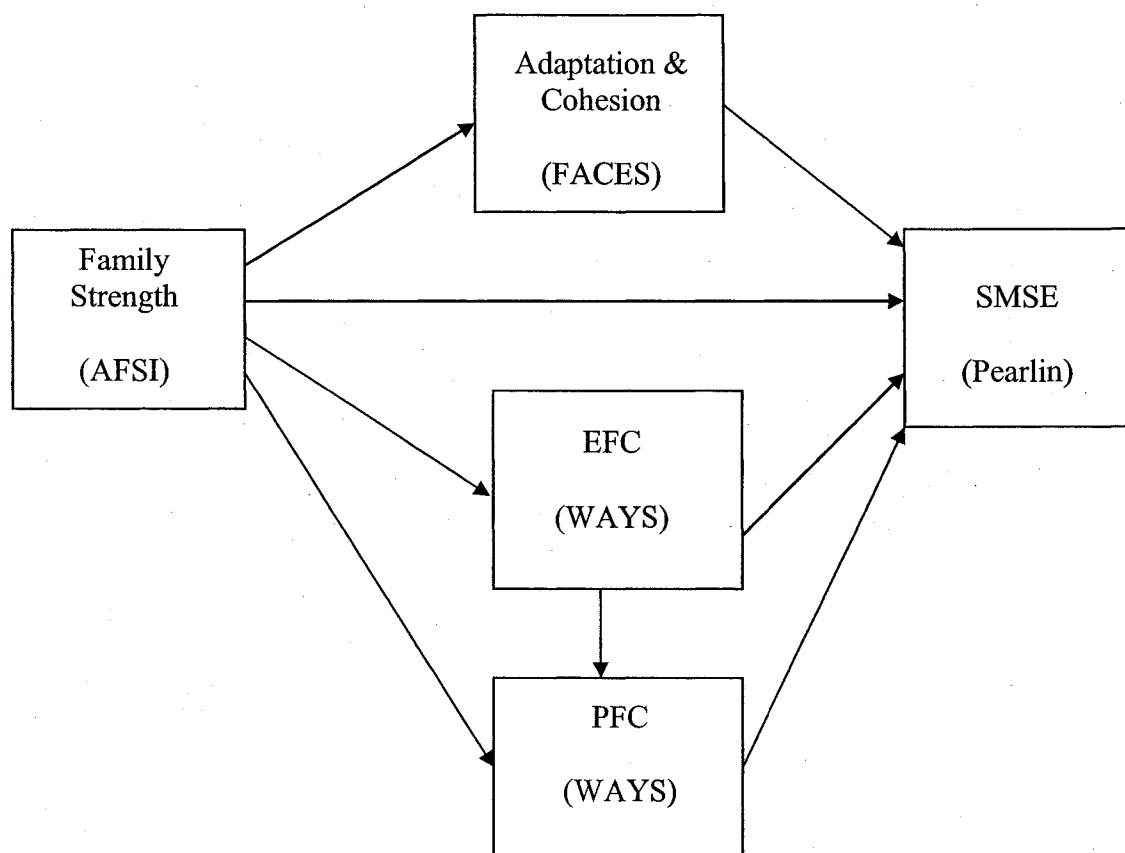 Adaptation &
Cohesion
(FACES)
Family
Strength
(AFSI)
SMSE
(Pearlin)
EFC
(WAYS)
PFC
(WAYS)